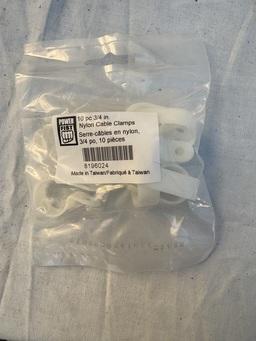 POWER
FIST
10 pc 3/4 in.
Nylon Cable Clamps
Serre-câbles en nylon,
3/4 po, 10 pièces
8196024
Made in Taiwan/Fabriqué à Taiwan